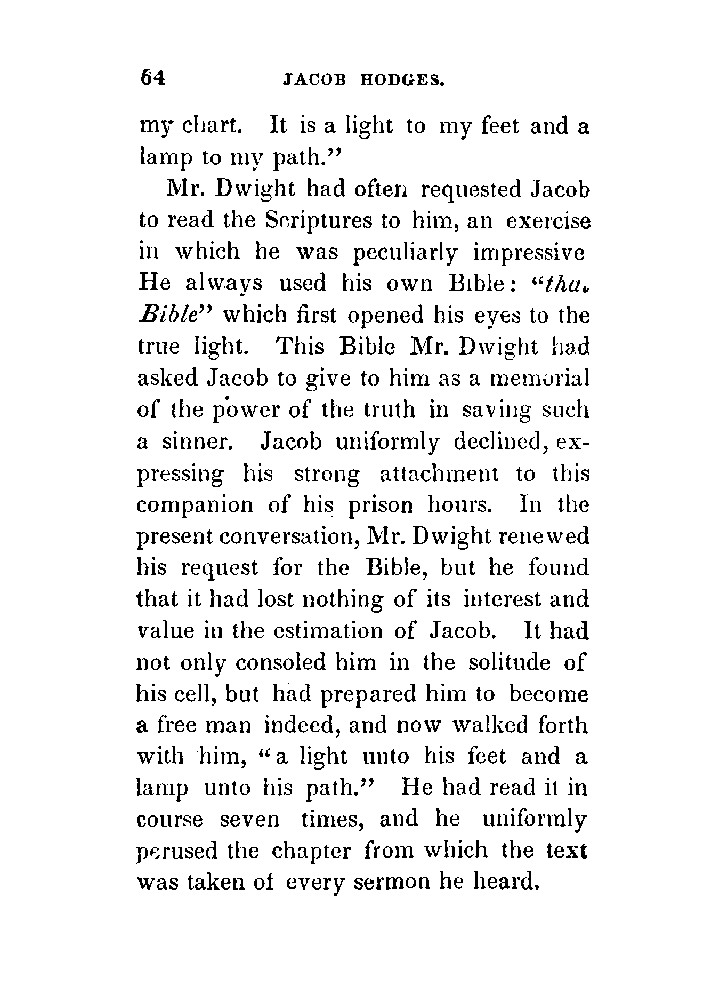 64 JACOB HODGES.
my chart. It is a light to my feet and a
lamp to my path."
Mr. Dwight had often requested Jacob
to read the Scriptures to him, an exercise
in which he was peculiarly impressive
He always used his own Bible: "that
Bible" which first opened his eyes to the
true light. This Bible Mr. Dwight had
asked Jacob to give to him as a memorial
of the power of the truth in saving such
a sinner. Jacob uniformly declined, ex-
pressing his strong attachment to this
companion of his prison hours. In the
present conversation, Mr. Dwight renewed
his request for the Bible, but he found
that it had lost nothing of its interest and
value in the estimation of Jacob. It had
not only consoled him in the solitude of
his cell, but had prepared him to become
a free man indeed, and now walked forth
with him, "a light unto his feet and a
lamp unto his path." He had read it in
course seven times, and he uniformly
perused the chapter from which the text
was taken of every sermon he heard.